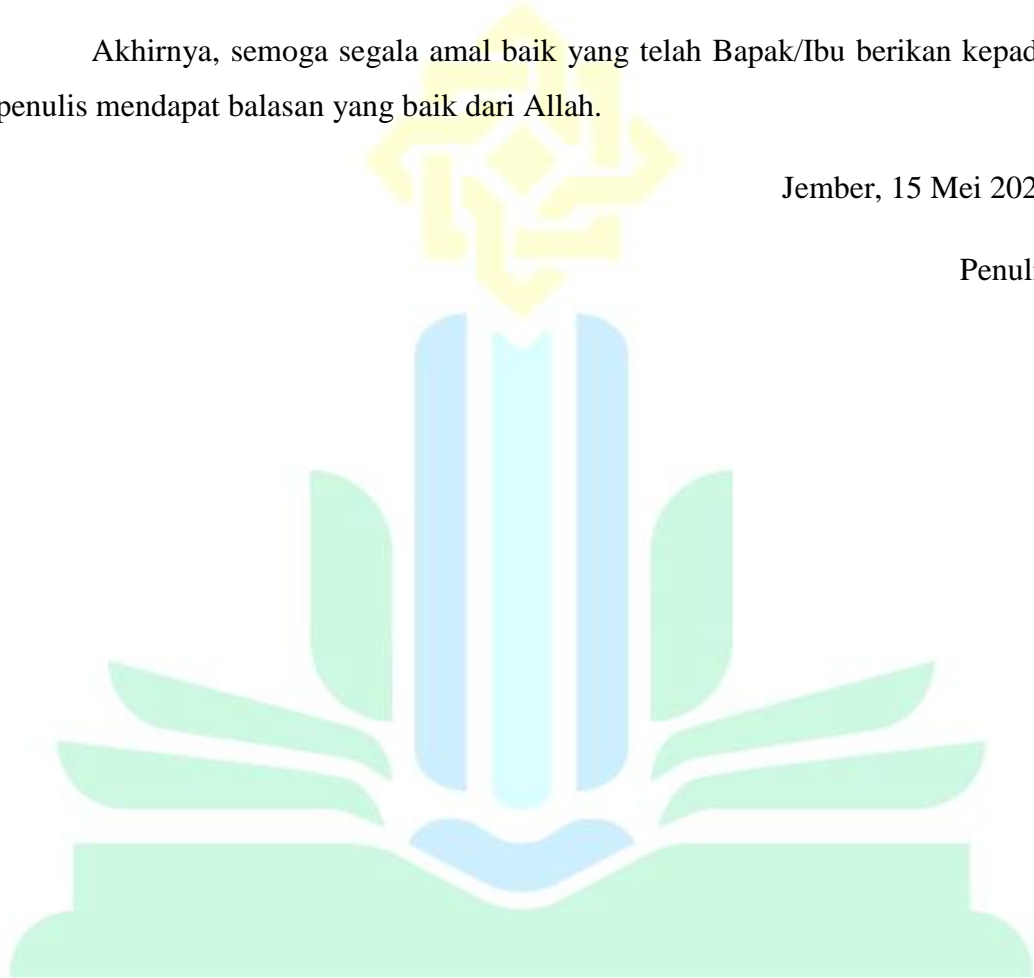 Akhirnya, semoga segala amal baik yang telah Bapak/Ibu berikan kepad
penulis mendapat balasan yang baik dari Allah.
Jember, 15 Mei 202
Penuli